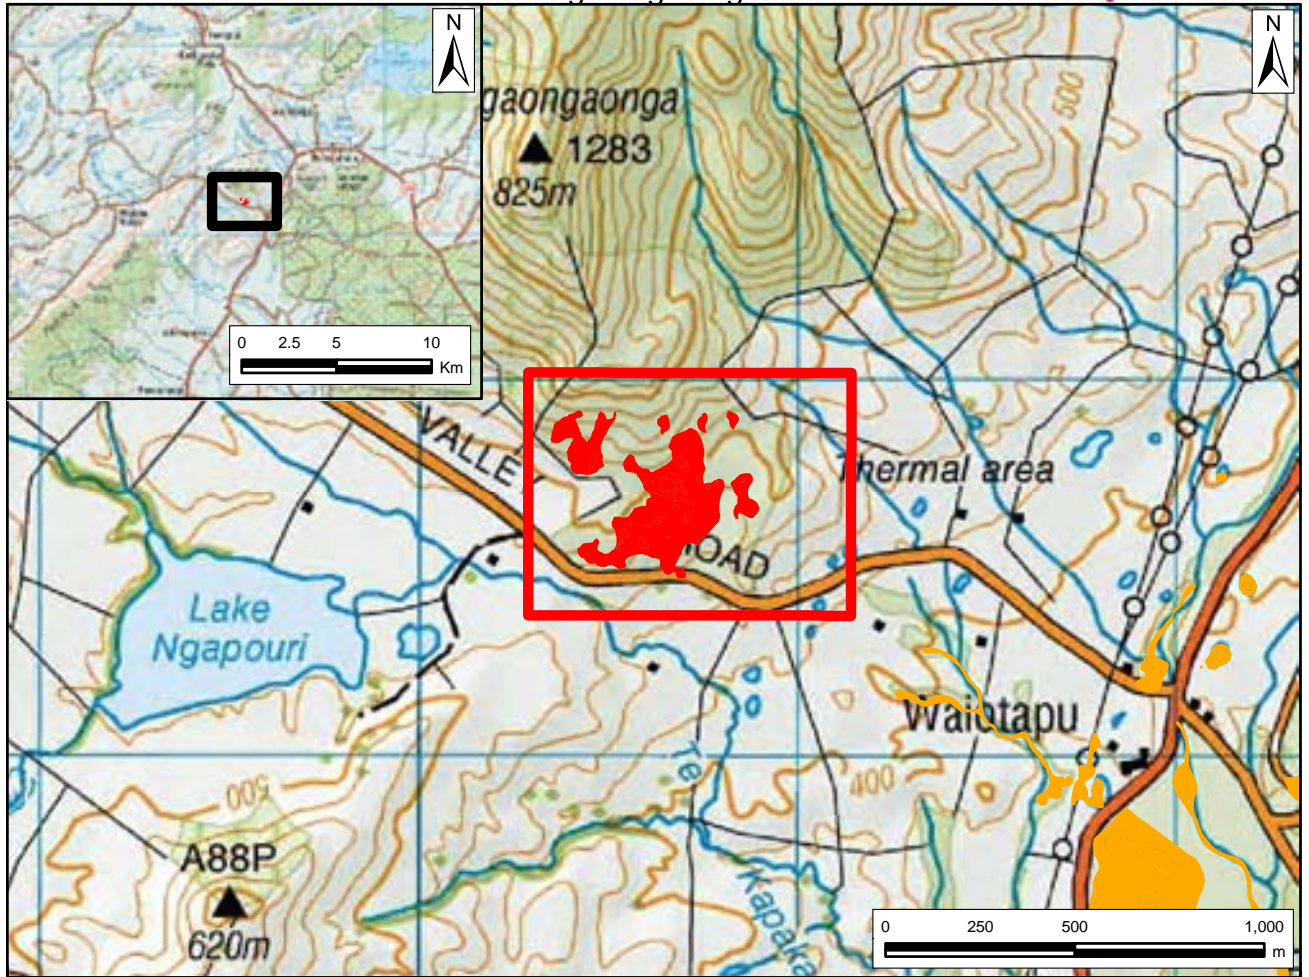 N
N
gaongaonga
1283
825m
500
0 2.5 5 10
Km
VALLEY
Thermal area
ROAD
Lake
Ngapouri
Waiotapu
Te
400
500
A88P
620m
Kapaka
0 250 500 1,000
m